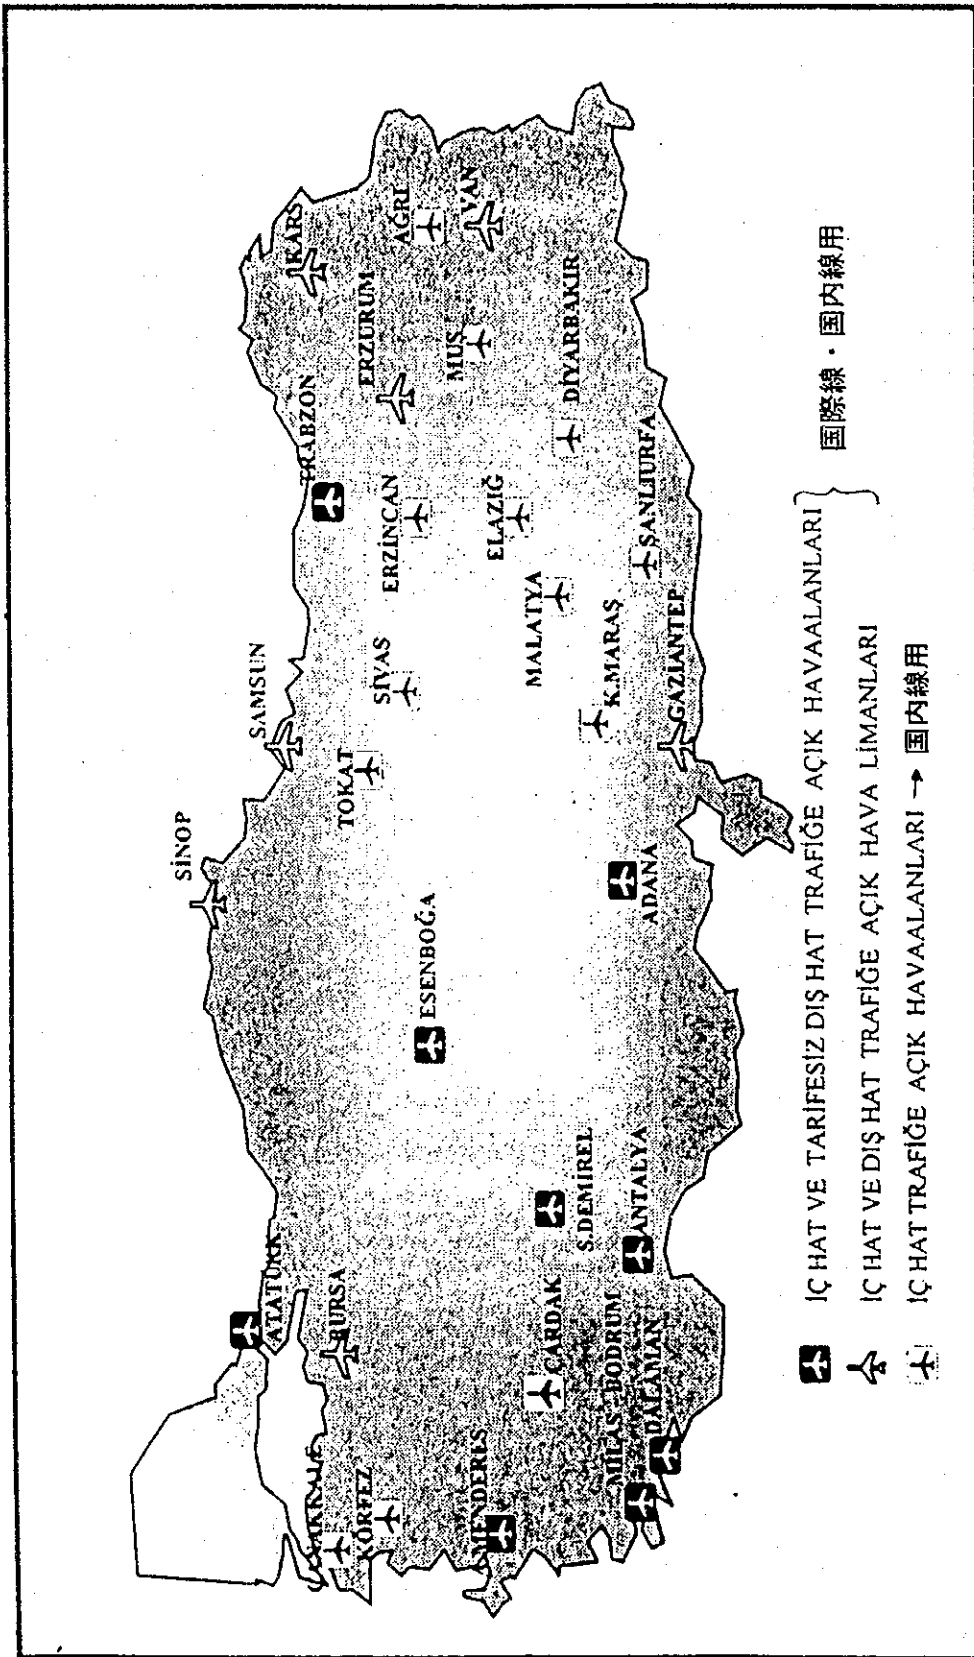 SİNOP
SAMSUN
TRABZON
KARS
ATATÜRK
BURSA
ÇANAKKALE
KÖRFEZ
ESENBOĞA
TOKAT
SİVAS
ERZİNCAN
ERZURUM
AĞRI
VAN
MUŞ
MENDERES
ÇARDAK
S.DEMİREL
MALATYA
ELAZIĞ
DİYARBAKIR
MİLAS-BODRUM
DALAMAN
ANTALYA
ADANA
K.MARAŞ
GAZİANTEP
ŞANLIURFA
İÇ HAT VE TARİFESİZ DIŞ HAT TRAFİĞE AÇIK HAVAALANLARI
İÇ HAT VE DIŞ HAT TRAFİĞE AÇIK HAVA LİMANLARI
国際線・国内線用
İÇ HAT TRAFİĞE AÇIK HAVAALANLARI → 国内線用